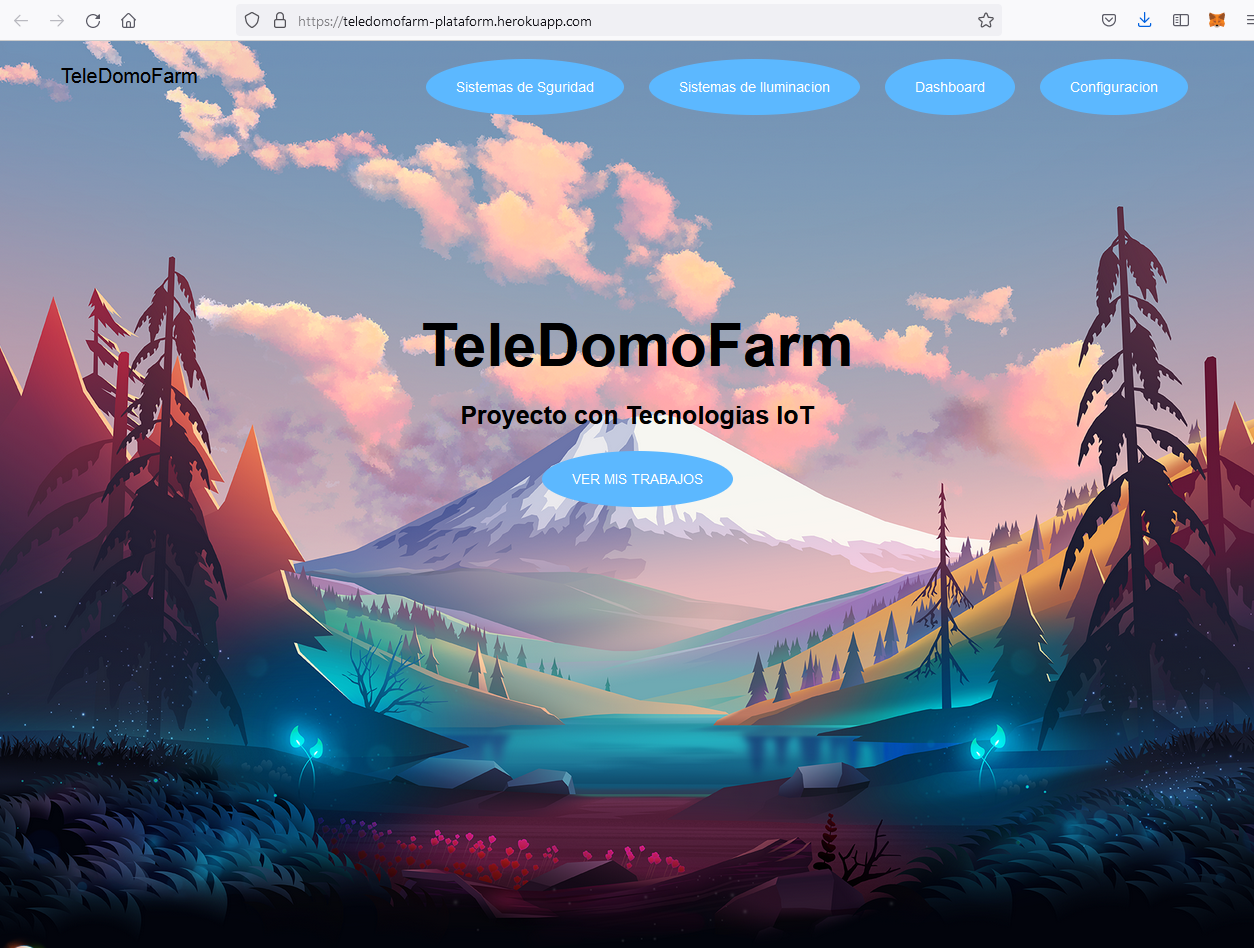 https://teledomofarm-plataform.herokuapp.com
TeleDomoFarm
Sistemas de Sguridad
Sistemas de Iluminacion
Dashboard
Configuracion
TeleDomoFarm
Proyecto con Tecnologias IoT
VER MIS TRABAJOS